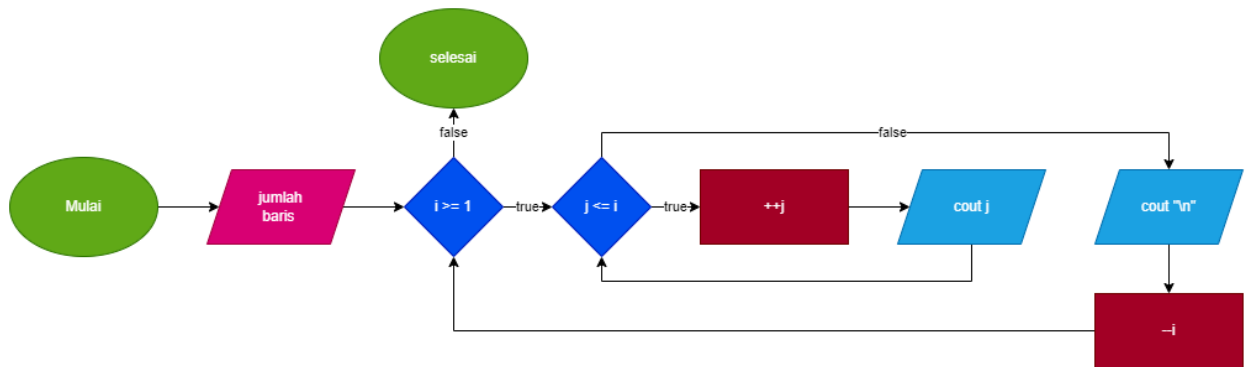 selesai
false
false
Mulai
jumlah
baris
i >= 1
true
j <= i
true
++j
cout j
cout "\n"
--i